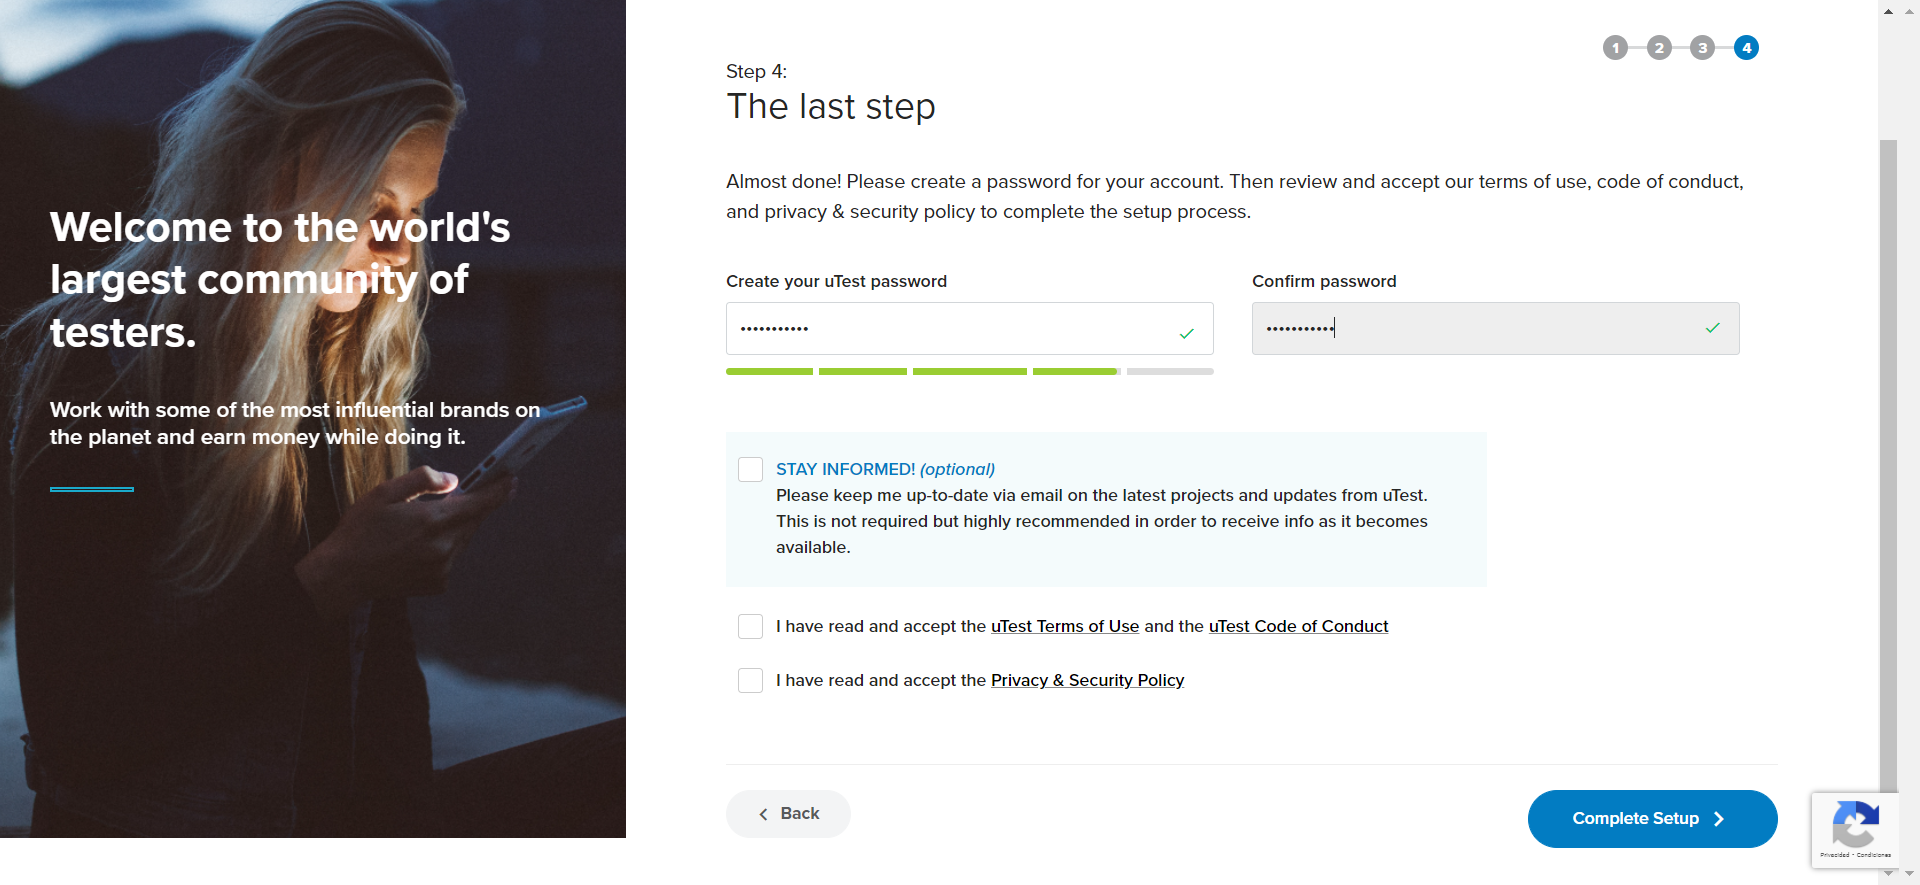 Welcome to the world's
largest community of
testers.
Work with some of the most influential brands on
the planet and earn money while doing it.
1 2 3 4
Step 4:
The last step
Almost done! Please create a password for your account. Then review and accept our terms of use, code of conduct,
and privacy & security policy to complete the setup process.
Create your uTest password
Confirm password
•••••••••••
•••••••••••
STAY INFORMED! (optional)
Please keep me up-to-date via email on the latest projects and updates from uTest.
This is not required but highly recommended in order to receive info as it becomes
available.
I have read and accept the uTest Terms of Use and the uTest Code of Conduct
I have read and accept the Privacy & Security Policy
Back
Complete Setup
Privacidad - Condiciones